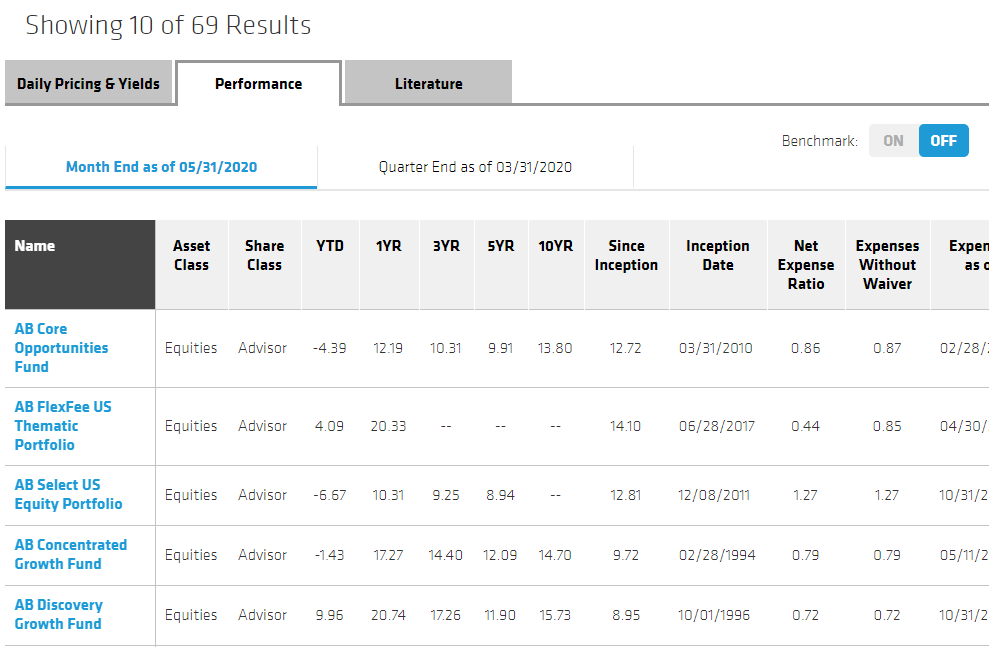 Showing 10 of 69 Results
Daily Pricing & Yields Performance Literature
Benchmark: ON OFF
Month End as of 05/31/2020 Quarter End as of 03/31/2020
Name Asset Class Share Class YTD 1YR 3YR 5YR 10YR Since Inception Inception Date Net Expense Ratio Expenses Without Waiver
AB Core Opportunities Fund Equities Advisor -4.39 12.19 10.31 9.91 13.80 12.72 03/31/2010 0.86 0.87 02/28/
AB FlexFee US Thematic Portfolio Equities Advisor 4.09 20.33 -- -- -- 14.10 06/28/2017 0.44 0.85 04/30/
AB Select US Equity Portfolio Equities Advisor -6.67 10.31 9.25 8.94 -- 12.81 12/08/2011 1.27 1.27 10/31/2
AB Concentrated Growth Fund Equities Advisor -1.43 17.27 14.40 12.09 14.70 9.72 02/28/1994 0.79 0.79 05/11/2
AB Discovery Growth Fund Equities Advisor 9.96 20.74 17.26 11.90 15.73 8.95 10/01/1996 0.72 0.72 10/31/2